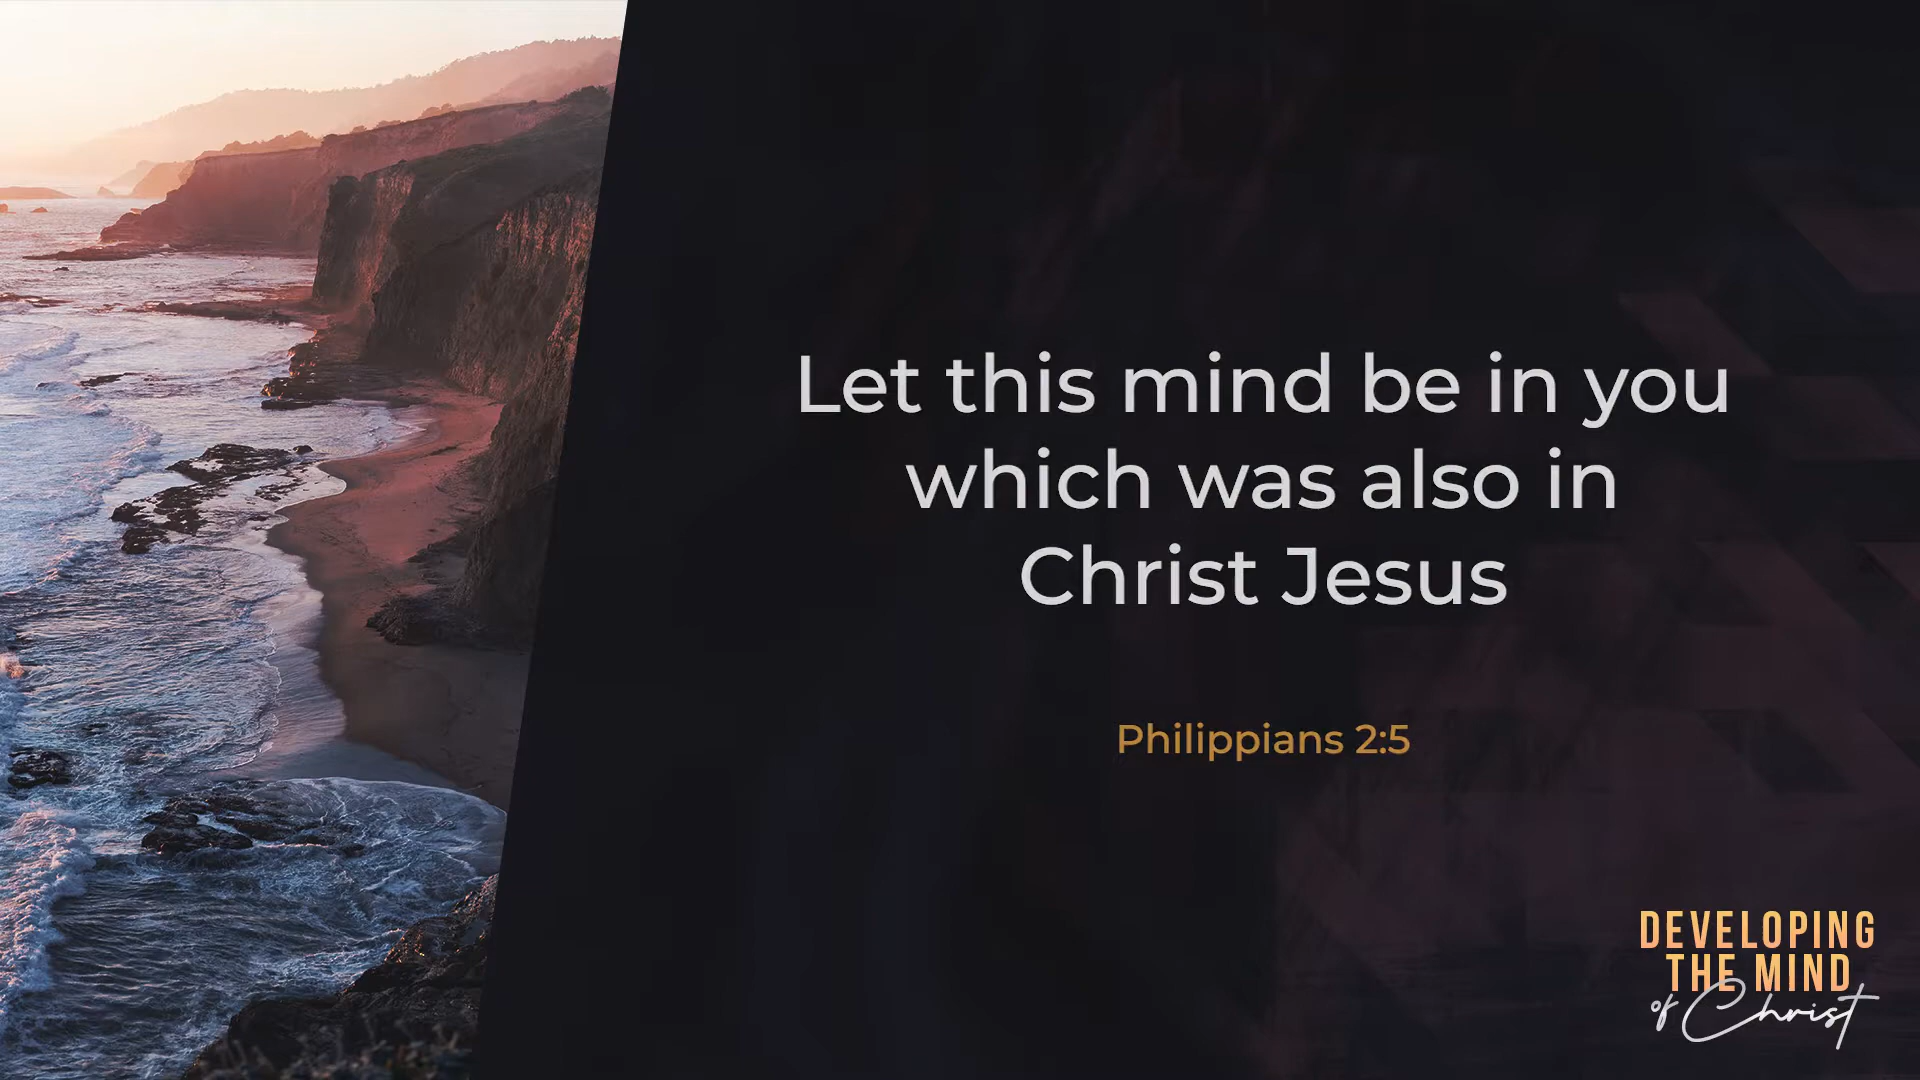 Let this mind be in you
which was also in
Christ Jesus
Philippians 2:5
DEVELOPING
THE MIND
of Christ